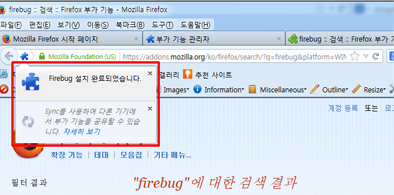 firebug :: 검색 :: Firefox 부가 기능 - Mozilla Firefox
파일(F) 편집(E) 보기(V) 방문 기록(S) 북마크(B) 도구(T) 도움말(H)
Mozilla Firefox 시작 페이지
부가 기능 관리자
firebug :: 검색 :: Firefox 부가
Mozilla Foundation (US)
https://addons.mozilla.org/ko/firefox/search/?q=firebug&platform=WIN
Firebug 설치 완료되었습니다.
갤러리 추천 사이트
Images Information Miscellaneous Outline Resize
Sync를 사용하여 다른 기기에
서 부가 기능을 공유할 수 있습
니다. 자세히 보기
계정 등록 또는
확장 기능 | 테마 | 모음집 | 기타 메뉴...
필터 결과
"firebug"에 대한 검색 결과